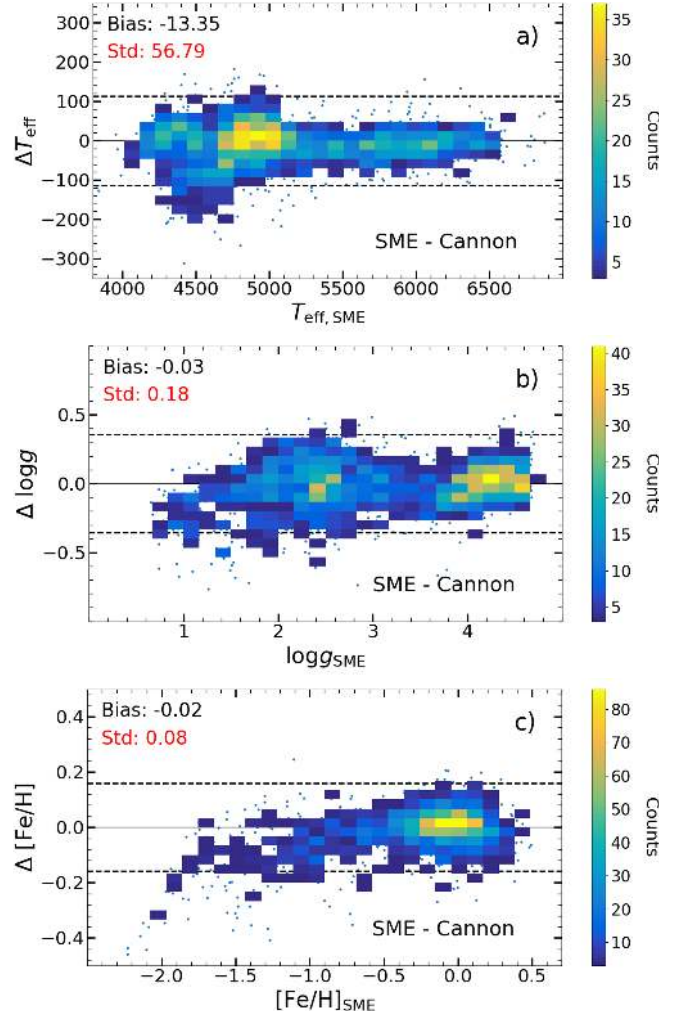 Bias: -13.35
Std: 56.79
a)
300
200
100
0
−100
−200
−300
ΔTeff
SME - Cannon
4000 4500 5000 5500 6000 6500
Teff, SME
35
30
25
20
15
10
5
Counts
Bias: -0.03
Std: 0.18
b)
0.5
0.0
−0.5
Δ logg
SME - Cannon
1 2 3 4
loggSME
40
35
30
25
20
15
10
5
Counts
Bias: -0.02
Std: 0.08
c)
0.4
0.2
0.0
−0.2
−0.4
Δ [Fe/H]
SME - Cannon
−2.0 −1.5 −1.0 −0.5 0.0 0.5
[Fe/H]SME
80
70
60
50
40
30
20
10
Counts